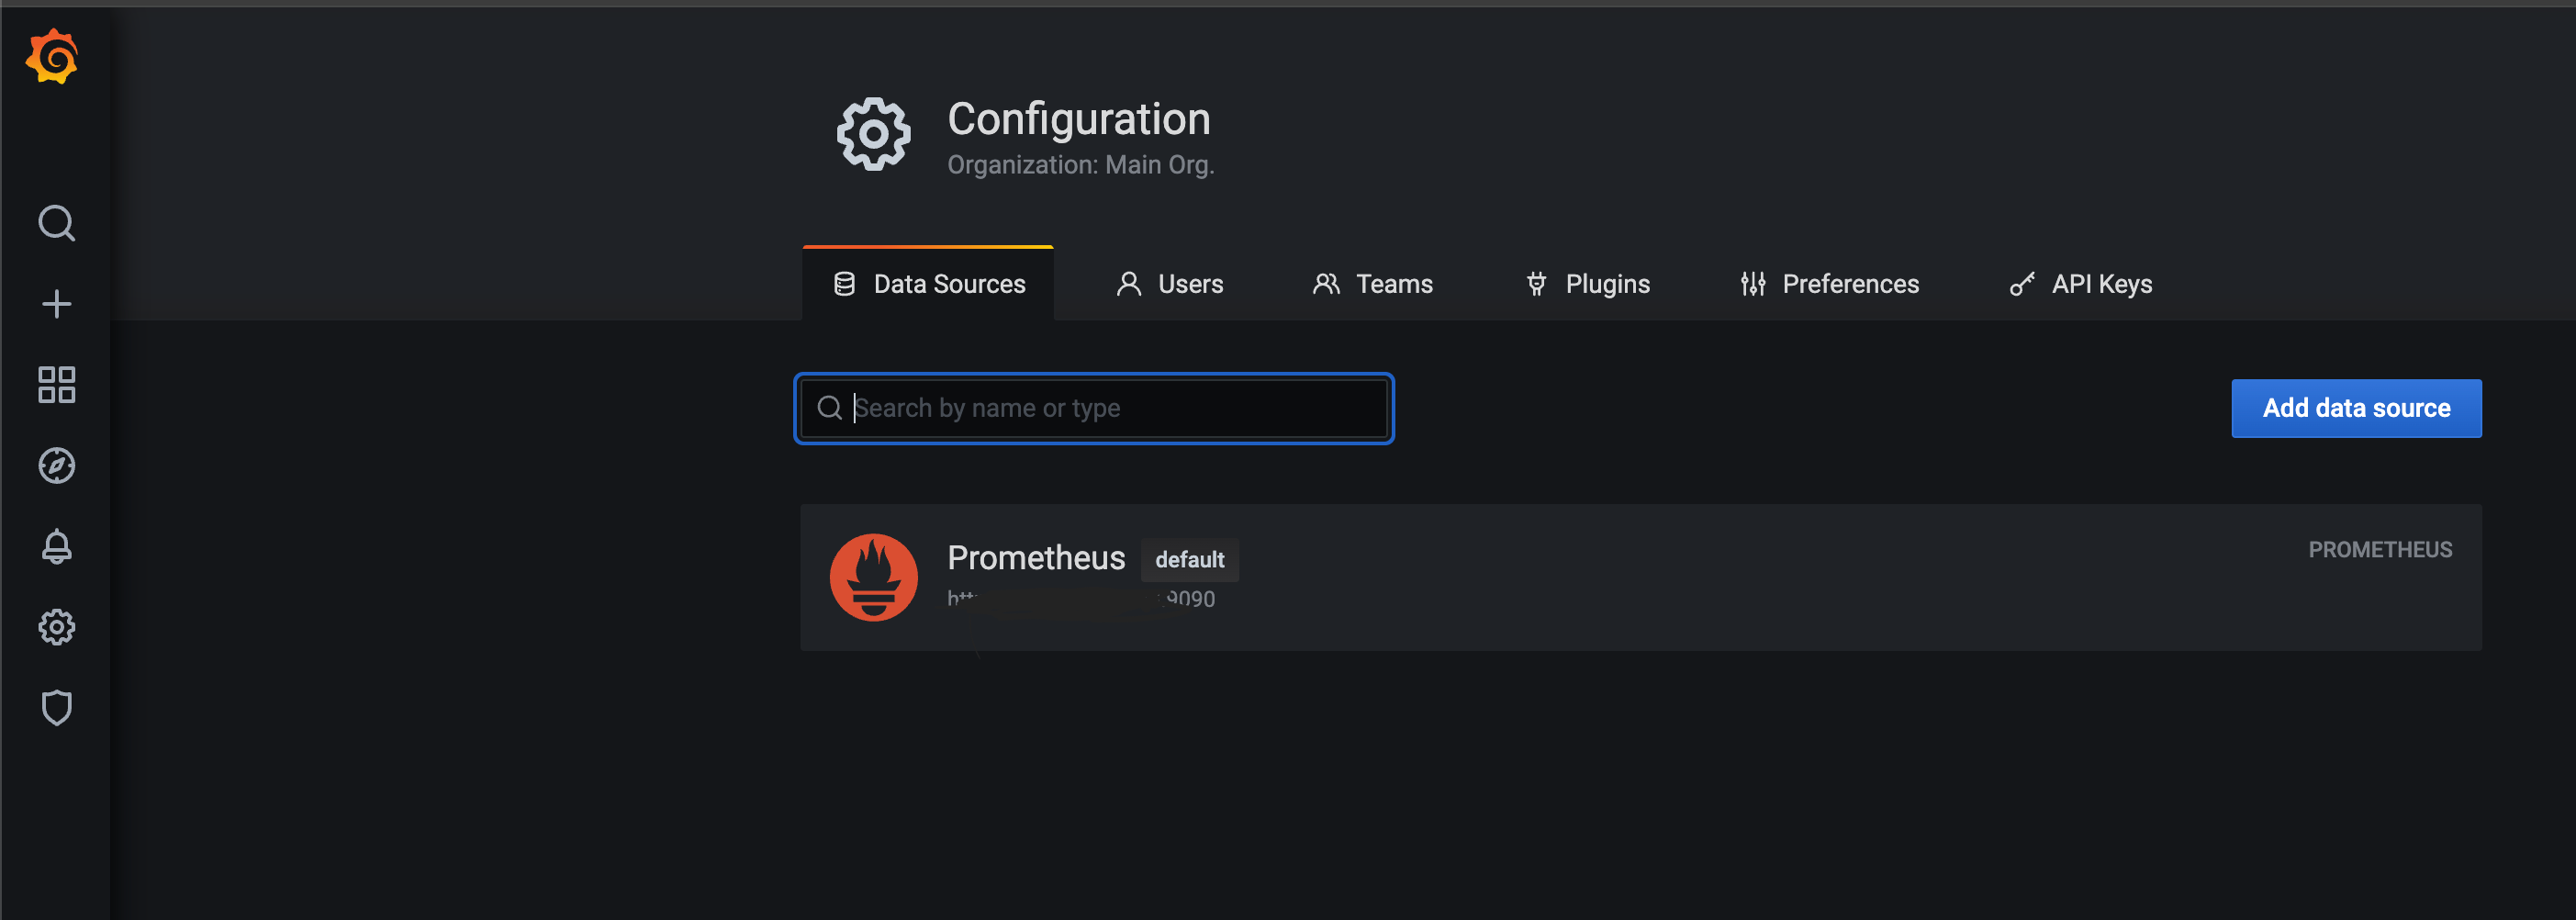 Configuration
Organization: Main Org.
Data Sources
Users
Teams
Plugins
Preferences
API Keys
Search by name or type
Add data source
Prometheus default
PROMETHEUS
:9090